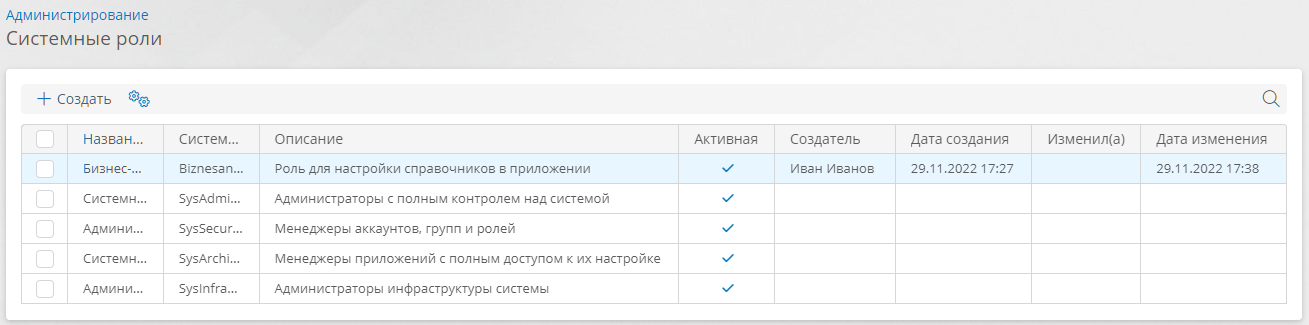 Администрирование
Системные роли
Создать
Назван... Систем... Описание Активная Создатель Дата создания Изменил(а) Дата изменения
Бизнес-... Biznesan... Роль для настройки справочников в приложении Иван Иванов 29.11.2022 17:27 29.11.2022 17:38
Системн... SysAdmi... Администраторы с полным контролем над системой
Админи... SysSecur... Менеджеры аккаунтов, групп и ролей
Системн... SysArchi... Менеджеры приложений с полным доступом к их настройке
Админи... SysInfra... Администраторы инфраструктуры системы